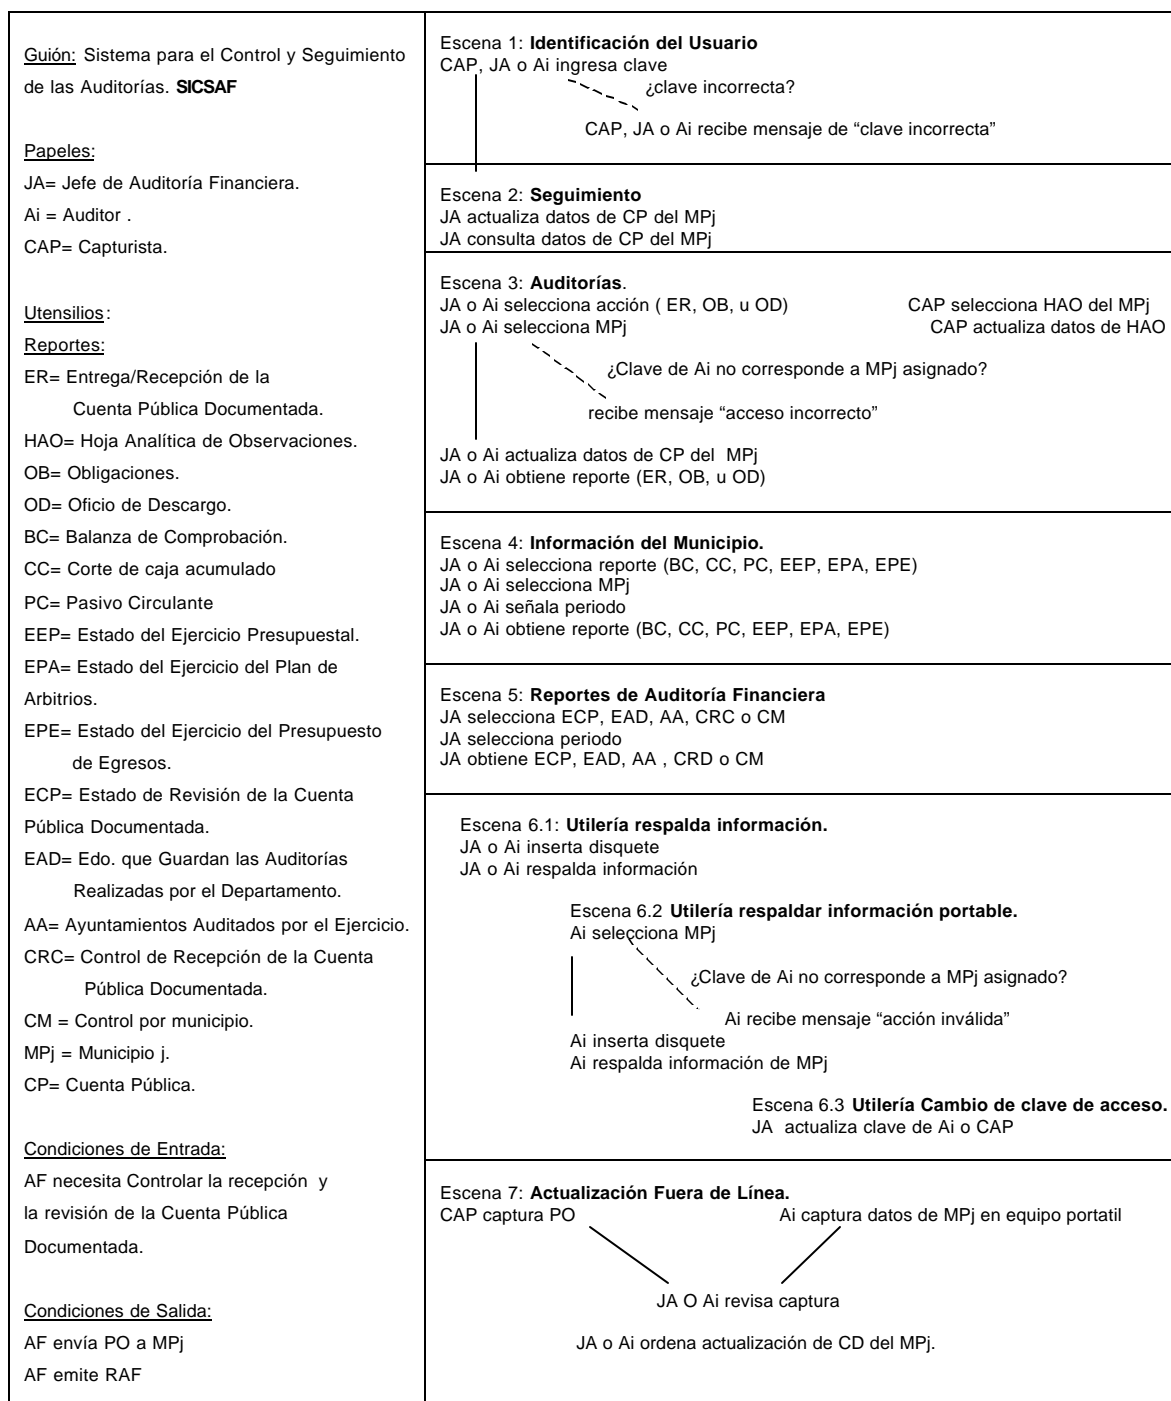 Guión: Sistema para el Control y Seguimiento
de las Auditorías. SICSAF
Papeles:
JA= Jefe de Auditoría Financiera.
Ai = Auditor .
CAP= Capturista.
Utensilios:
Reportes:
ER= Entrega/Recepción de la
Cuenta Pública Documentada.
HAO= Hoja Analítica de Observaciones.
OB= Obligaciones.
OD= Oficio de Descargo.
BC= Balanza de Comprobación.
CC= Corte de caja acumulado
PC= Pasivo Circulante
EEP= Estado del Ejercicio Presupuestal.
EPA= Estado del Ejercicio del Plan de
Arbitrios.
EPE= Estado del Ejercicio del Presupuesto
de Egresos.
ECP= Estado de Revisión de la Cuenta
Pública Documentada.
EAD= Edo. que Guardan las Auditorías
Realizadas por el Departamento.
AA= Ayuntamientos Auditados por el Ejercicio.
CRC= Control de Recepción de la Cuenta
Pública Documentada.
CM = Control por municipio.
MPj = Municipio j.
CP= Cuenta Pública.
Condiciones de Entrada:
AF necesita Controlar la recepción y
la revisión de la Cuenta Pública
Documentada.
Condiciones de Salida:
AF envía PO a MPj
AF emite RAF
Escena 1: Identificación del Usuario
CAP, JA o Ai ingresa clave
¿clave incorrecta?
CAP, JA o Ai recibe mensaje de “clave incorrecta”
Escena 2: Seguimiento
JA actualiza datos de CP del MPj
JA consulta datos de CP del MPj
Escena 3: Auditorías.
JA o Ai selecciona acción ( ER, OB, u OD) CAP selecciona HAO del MPj
JA o Ai selecciona MPj CAP actualiza datos de HAO
¿Clave de Ai no corresponde a MPj asignado?
recibe mensaje “acceso incorrecto”
JA o Ai actualiza datos de CP del MPj
JA o Ai obtiene reporte (ER, OB, u OD)
Escena 4: Información del Municipio.
JA o Ai selecciona reporte (BC, CC, PC, EEP, EPA, EPE)
JA o Ai selecciona MPj
JA o Ai señala periodo
JA o Ai obtiene reporte (BC, CC, PC, EEP, EPA, EPE)
Escena 5: Reportes de Auditoría Financiera
JA selecciona ECP, EAD, AA, CRC o CM
JA selecciona periodo
JA obtiene ECP, EAD, AA , CRD o CM
Escena 6.1: Utilería respalda información.
JA o Ai inserta disquete
JA o Ai respalda información
Escena 6.2 Utilería respaldar información portable.
Ai selecciona MPj
¿Clave de Ai no corresponde a MPj asignado?
Ai recibe mensaje “acción inválida”
Ai inserta disquete
Ai respalda información de MPj
Escena 6.3 Utilería Cambio de clave de acceso.
JA actualiza clave de Ai o CAP
Escena 7: Actualización Fuera de Línea.
CAP captura PO Ai captura datos de MPj en equipo portatil
JA O Ai revisa captura
JA o Ai ordena actualización de CD del MPj.